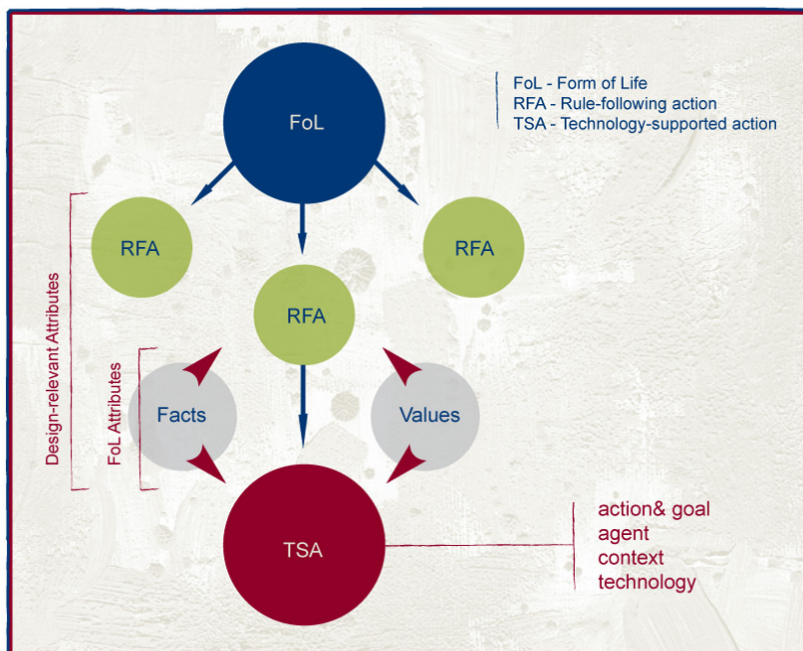 FoL
FoL - Form of Life
RFA - Rule-following action
TSA - Technology-supported action
RFA
RFA
RFA
Design-relevant Attributes
FoL Attributes
Facts
Values
TSA
action& goal
agent
context
technology